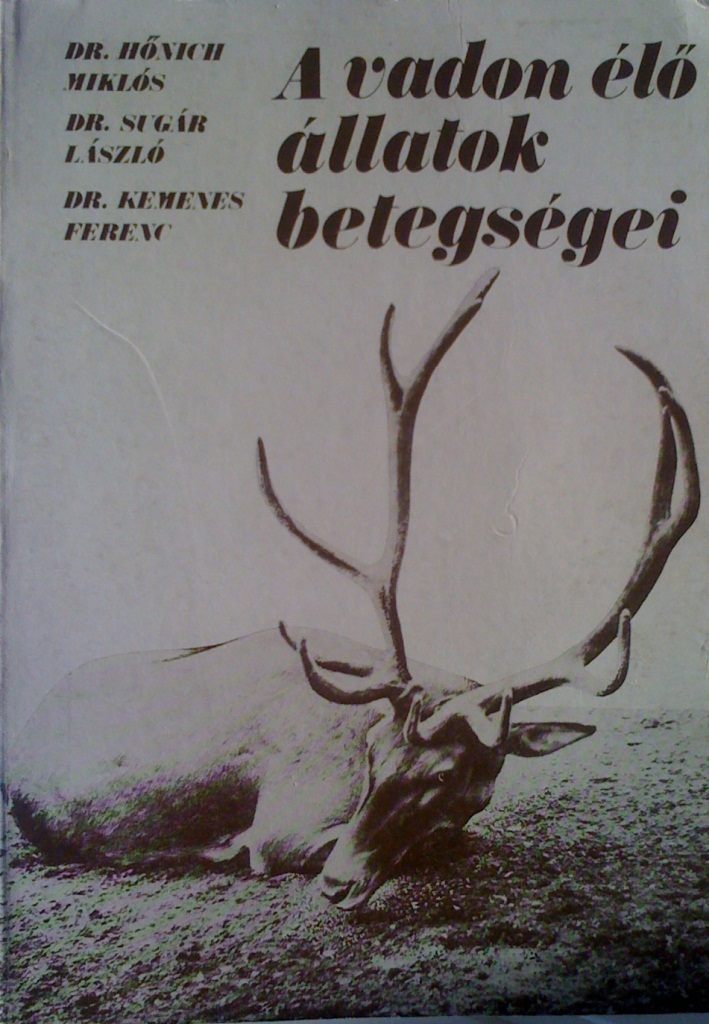 DR. HŐNICH
MIKLÓS
DR. SUGÁR
LÁSZLÓ
DR. KEMENES
FERENC
A vadon élő
állatok
betegségei